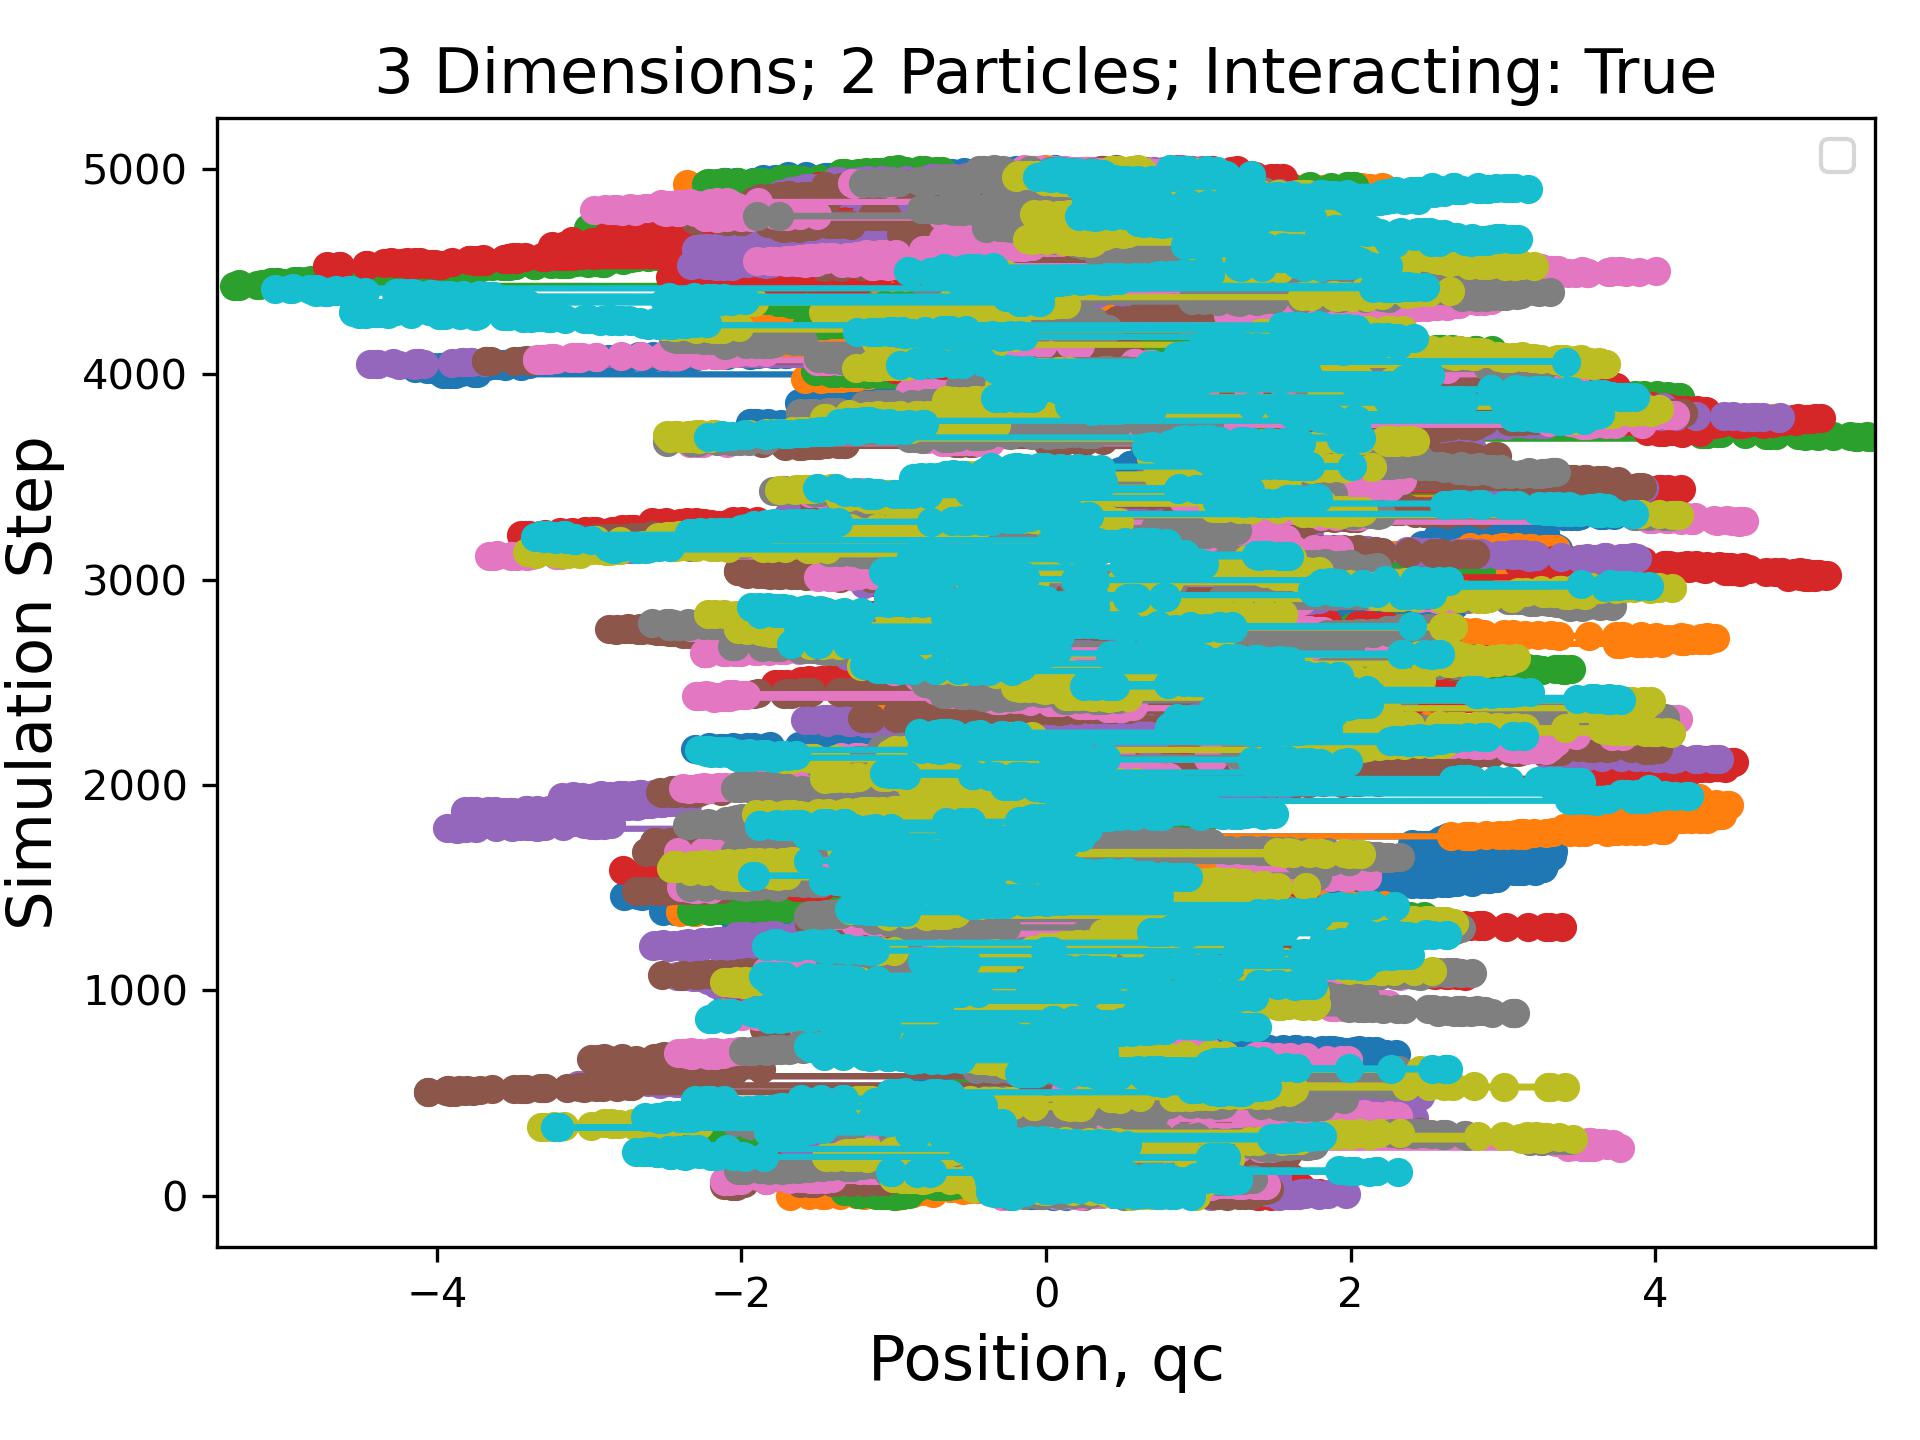 3 Dimensions; 2 Particles; Interacting: True
5000
4000
3000
2000
1000
0
Simulation Step
−4 −2 0 2 4
Position, qc